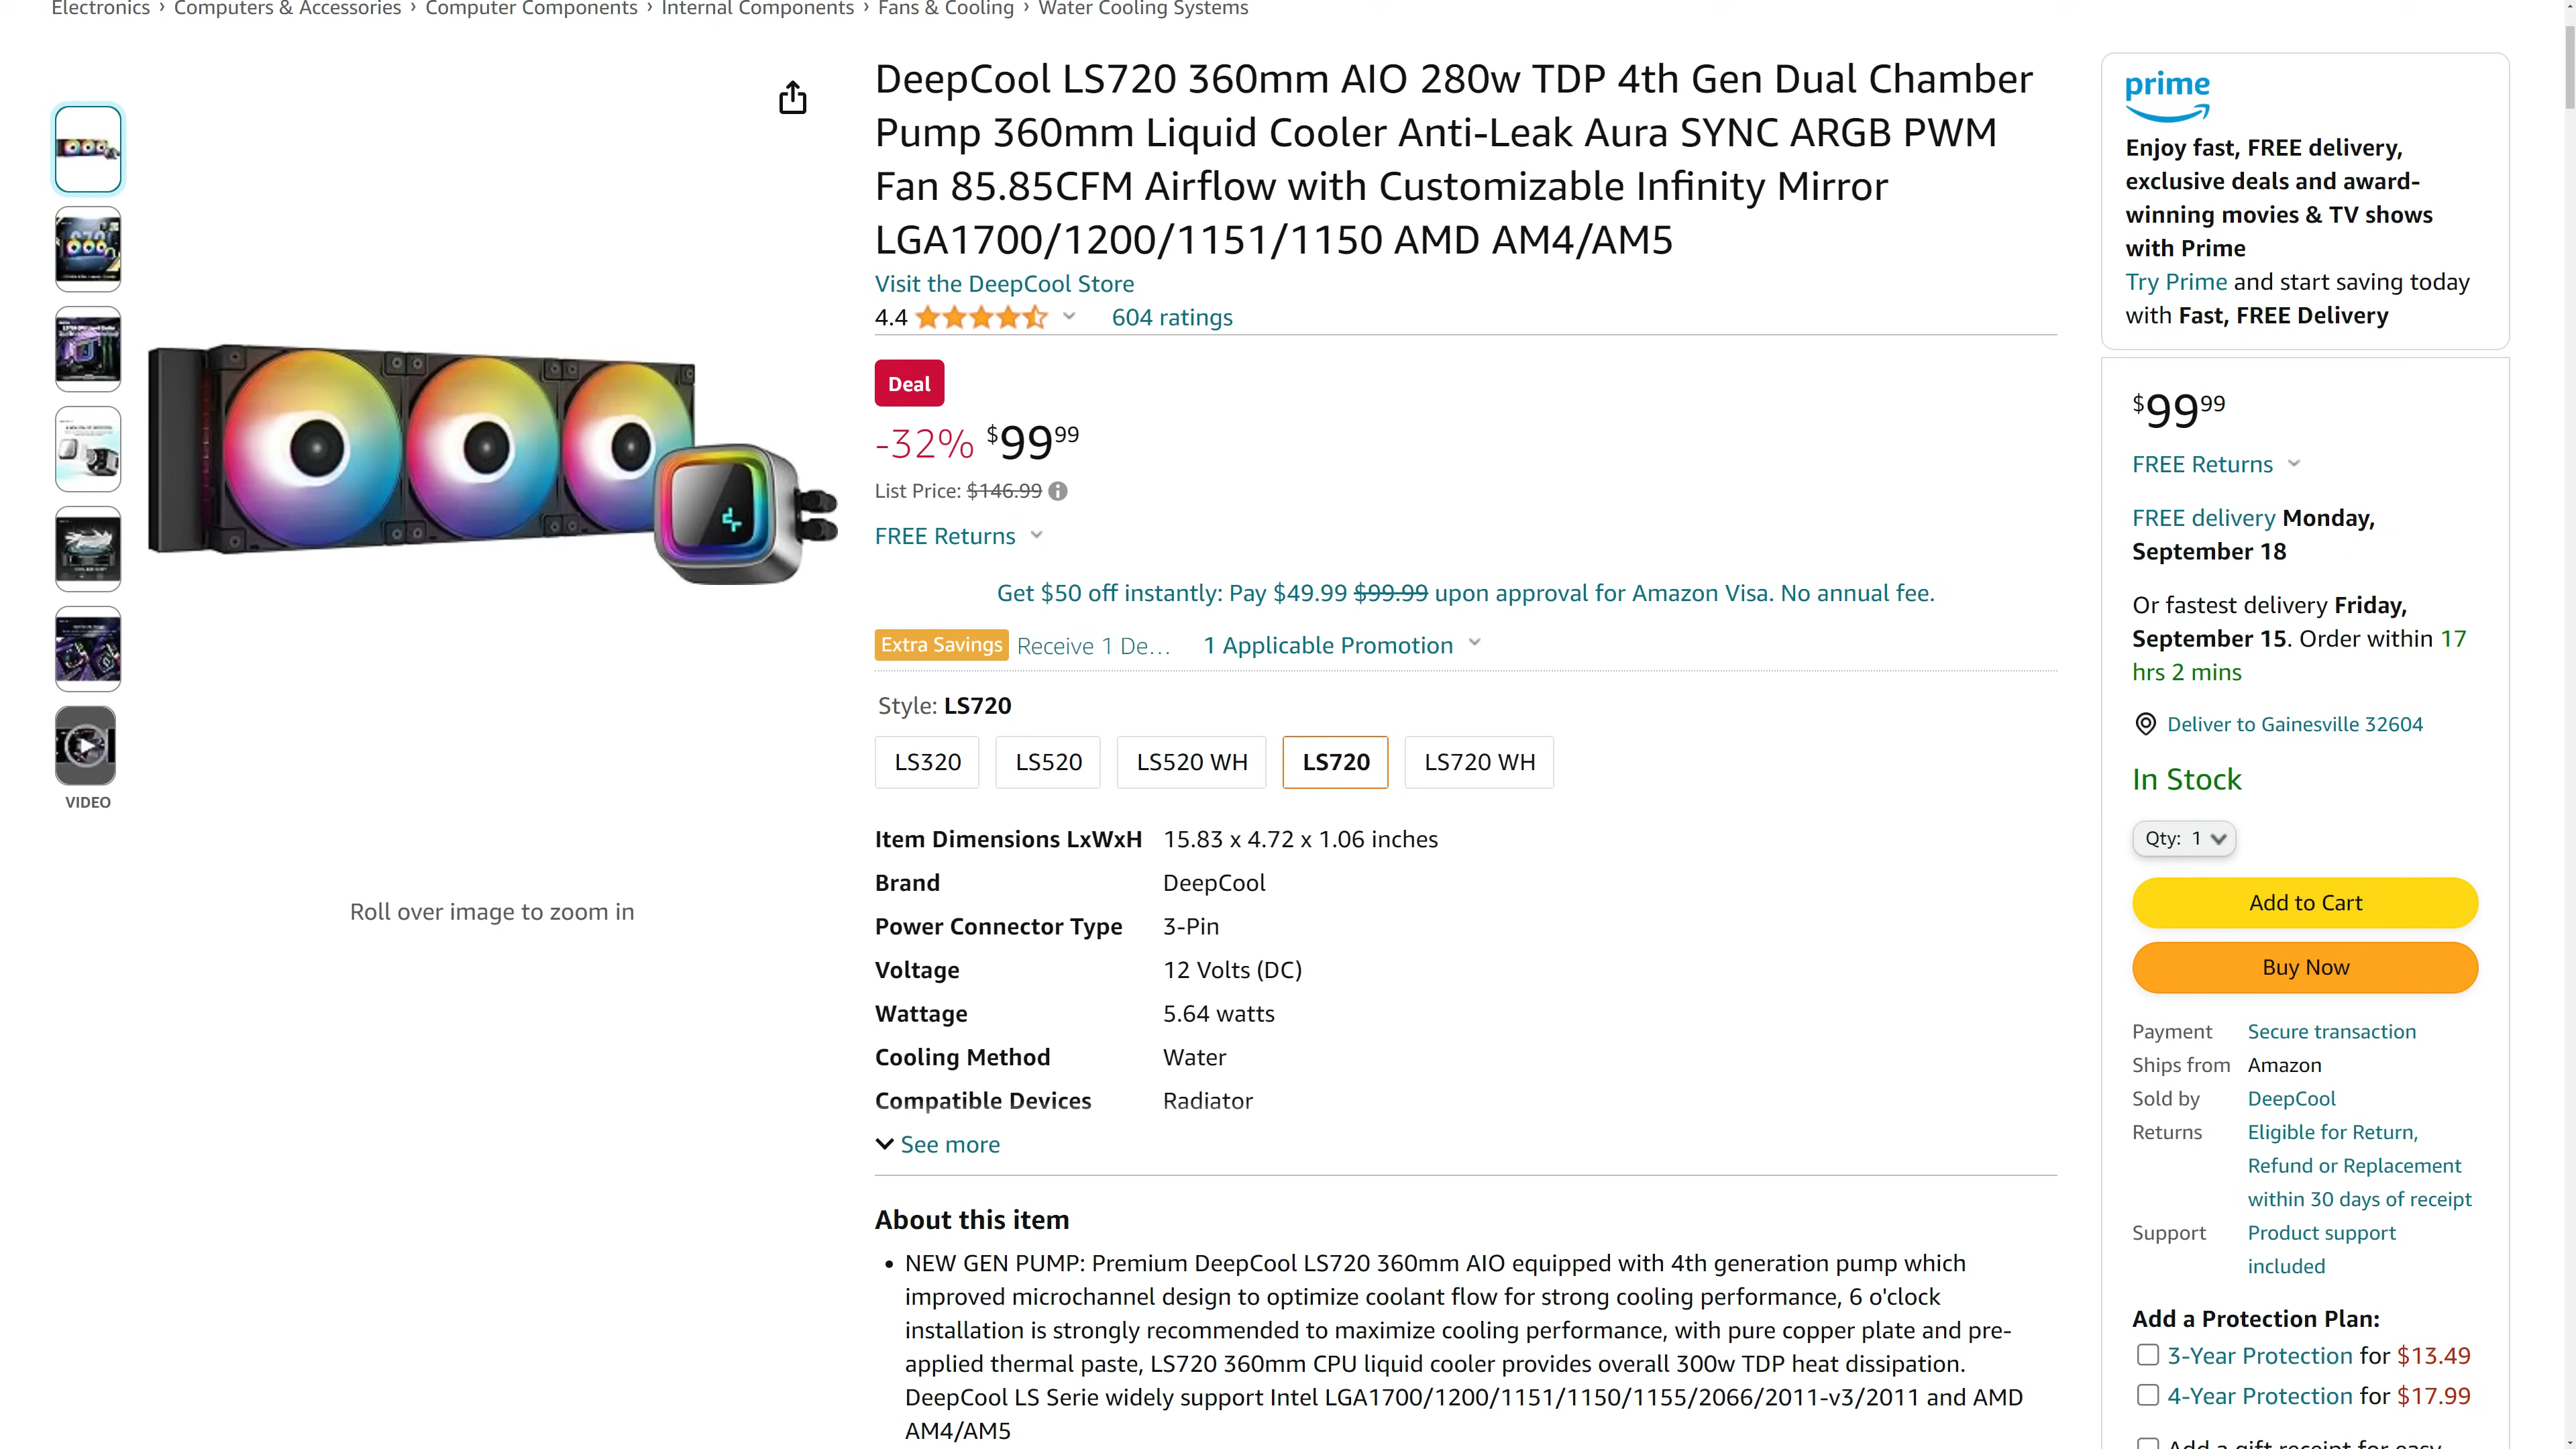 Electronics › Computers & Accessories › Computer Components › Internal Components › Fans & Cooling › Water Cooling Systems
VIDEO
Roll over image to zoom in
DeepCool LS720 360mm AIO 280w TDP 4th Gen Dual Chamber
Pump 360mm Liquid Cooler Anti-Leak Aura SYNC ARGB PWM
Fan 85.85CFM Airflow with Customizable Infinity Mirror
LGA1700/1200/1151/1150 AMD AM4/AM5
Visit the DeepCool Store
4.4 604 ratings
Deal
-32% $99 99
List Price: $146.99
FREE Returns
Get $50 off instantly: Pay $49.99 $99.99 upon approval for Amazon Visa. No annual fee.
Extra Savings Receive 1 De… 1 Applicable Promotion
Style: LS720
LS320 LS520 LS520 WH LS720 LS720 WH
Item Dimensions LxWxH 15.83 x 4.72 x 1.06 inches
Brand DeepCool
Power Connector Type 3-Pin
Voltage 12 Volts (DC)
Wattage 5.64 watts
Cooling Method Water
Compatible Devices Radiator
See more
About this item
• NEW GEN PUMP: Premium DeepCool LS720 360mm AIO equipped with 4th generation pump which
improved microchannel design to optimize coolant flow for strong cooling performance, 6 o'clock
installation is strongly recommended to maximize cooling performance, with pure copper plate and pre-
applied thermal paste, LS720 360mm CPU liquid cooler provides overall 300w TDP heat dissipation.
DeepCool LS Serie widely support Intel LGA1700/1200/1151/1150/1155/2066/2011-v3/2011 and AMD
AM4/AM5
prime
Enjoy fast, FREE delivery,
exclusive deals and award-
winning movies & TV shows
with Prime
Try Prime and start saving today
with Fast, FREE Delivery
$99 99
FREE Returns
FREE delivery Monday,
September 18
Or fastest delivery Friday,
September 15. Order within 17
hrs 2 mins
Deliver to Gainesville 32604
In Stock
Qty: 1
Add to Cart
Buy Now
Payment Secure transaction
Ships from Amazon
Sold by DeepCool
Returns Eligible for Return,
Refund or Replacement
within 30 days of receipt
Support Product support
included
Add a Protection Plan:
3-Year Protection for $13.49
4-Year Protection for $17.99
Add a gift receipt for easy